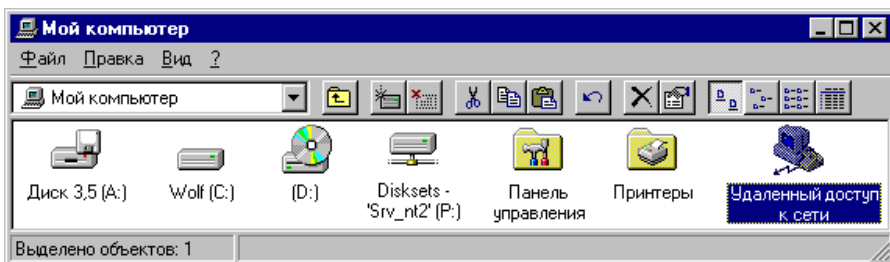 Мой компьютер
Файл Правка Вид ?
Мой компьютер
Диск 3,5 (A:)
Wolf (C:)
(D:)
Disksets -
'Srv_nt2' (P:)
Панель
управления
Принтеры
Удаленный доступ
к сети
Выделено объектов: 1